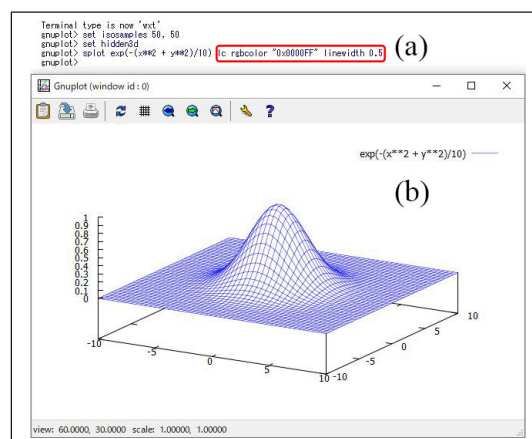 Terminal type is now 'wxt'
gnuplot> set isosamples 50, 50
gnuplot> set hidden3d
gnuplot> splot exp(-(x**2 + y**2)/10) lc rgbcolor "0x0000FF" linewidth 0.5
gnuplot>
(a)
Gnuplot (window id : 0)
exp(-(x**2 + y**2)/10)
(b)
1
0.9
0.8
0.7
0.6
0.5
0.4
0.3
0.2
0.1
0
-10
-5
0
5
10
-10
-5
0
5
10
view: 60.0000, 30.0000 scale: 1.00000, 1.00000